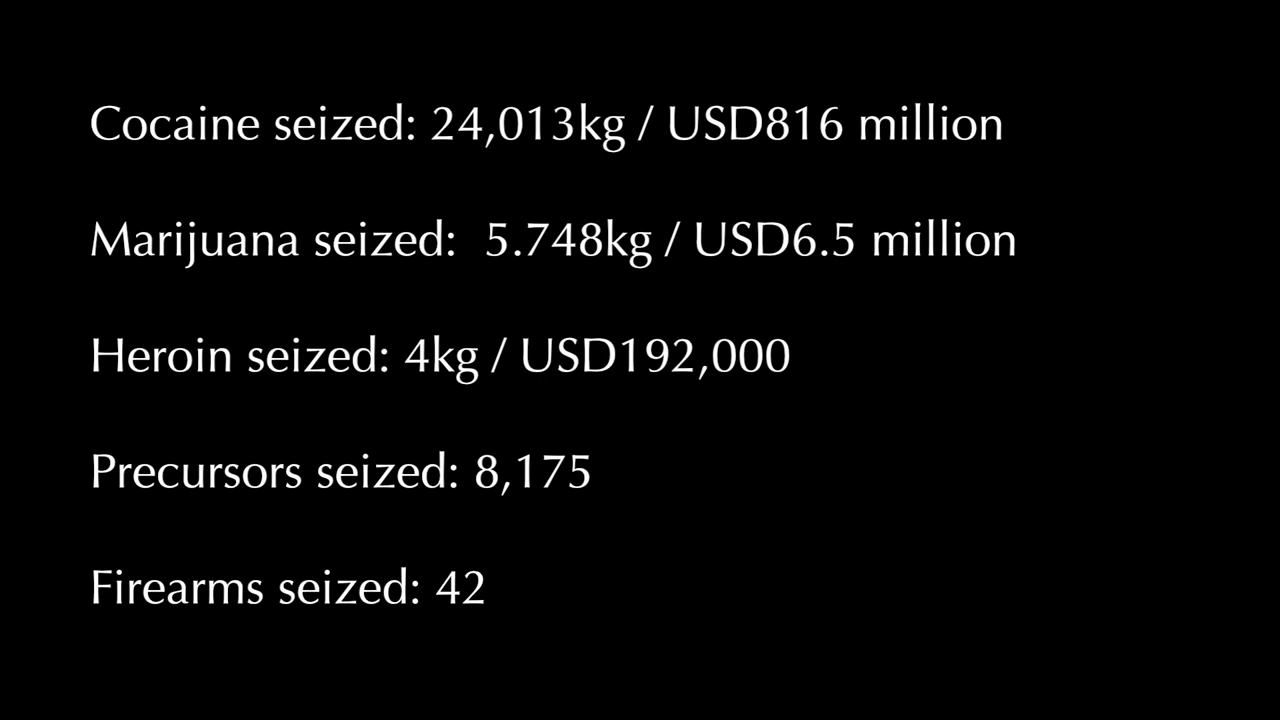 Cocaine seized: 24,013kg / USD816 million
Marijuana seized:  5.748kg / USD6.5 million
Heroin seized: 4kg / USD192,000
Precursors seized: 8,175
Firearms seized: 42